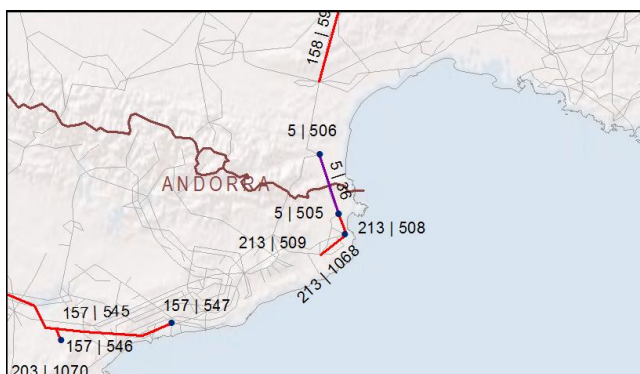 158 | 59
5 | 506
5 | 36
ANDORRA
5 | 505
213 | 508
213 | 509
213 | 1068
157 | 545
157 | 547
157 | 546
203 | 1070